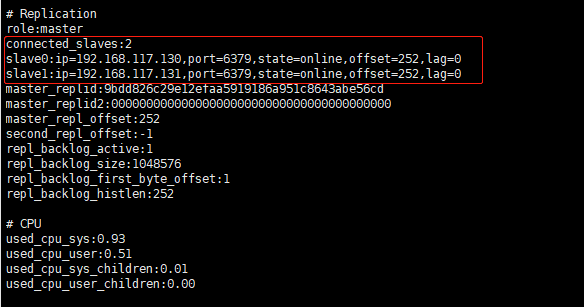 # Replication
role:master
connected_slaves:2
slave0:ip=192.168.117.130,port=6379,state=online,offset=252,lag=0
slave1:ip=192.168.117.131,port=6379,state=online,offset=252,lag=0
master_replid:9bdd826c29e12efaa5919186a951c8643abe56cd
master_replid2:0000000000000000000000000000000000000000
master_repl_offset:252
second_repl_offset:-1
repl_backlog_active:1
repl_backlog_size:1048576
repl_backlog_first_byte_offset:1
repl_backlog_histlen:252
# CPU
used_cpu_sys:0.93
used_cpu_user:0.51
used_cpu_sys_children:0.01
used_cpu_user_children:0.00